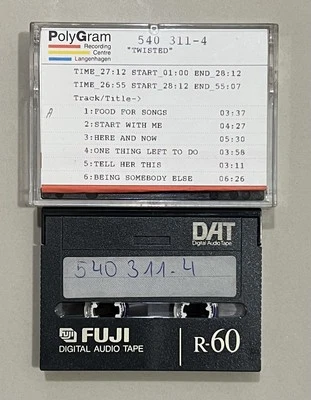 PolyGram
Recording
Centre
Langenhagen
540 311-4
"TWISTED"
TIME_27:12 START_01:00 END_28:12
TIME_26:55 START_28:12 END_55:07
Track/Title->
A
1:FOOD FOR SONGS 03:37
2:START WITH ME 04:27
3:HERE AND NOW 05:30
4:ONE THING LEFT TO DO 03:58
5:TELL HER THIS 03:11
6:BEING SOMEBODY ELSE 06:26
DAT
Digital Audio Tape
540 311-4
FUJI
FUJI
DIGITAL AUDIO TAPE
R-60